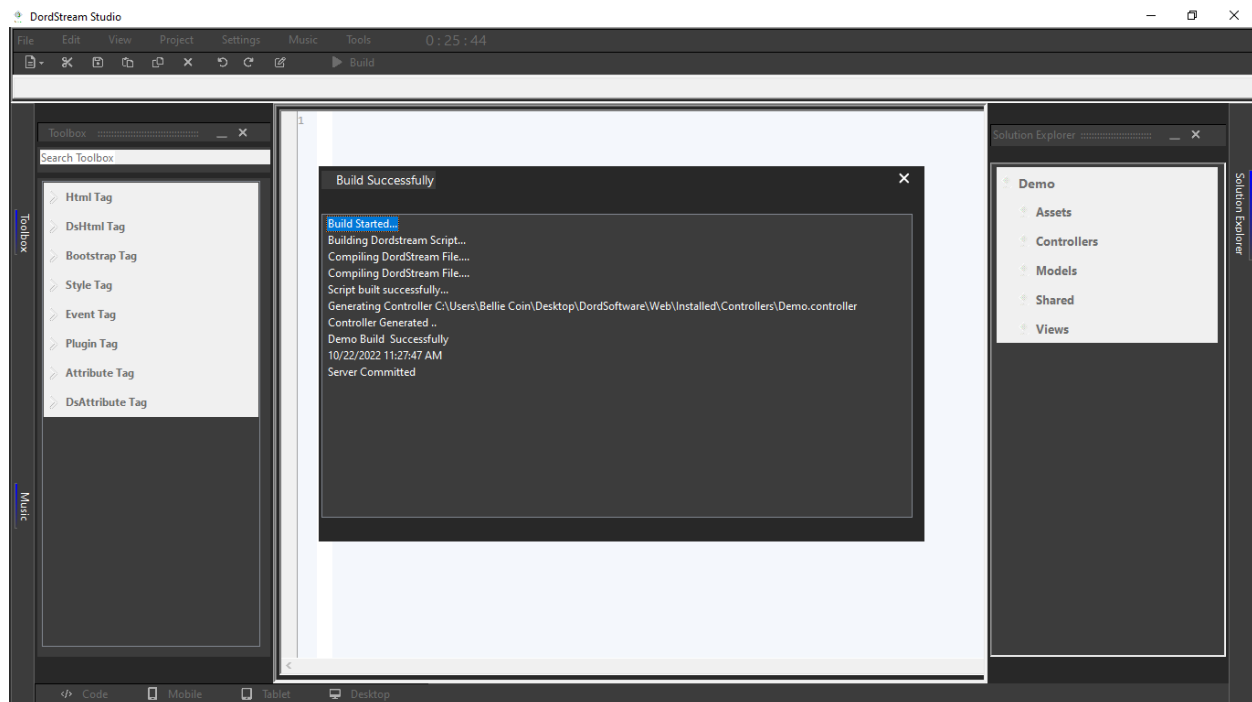 DordStream Studio
File Edit View Project Settings Music Tools 0 : 25 : 44
Build
Toolbox
Search Toolbox
Html Tag
DsHtml Tag
Bootstrap Tag
Style Tag
Event Tag
Plugin Tag
Attribute Tag
DsAttribute Tag
Toolbox
Music
1
Build Successfully
Build Started...
Building Dordstream Script...
Compiling DordStream File....
Compiling DordStream File....
Script built successfully...
Generating Controller C:\Users\Bellie Coin\Desktop\DordSoftware\Web\Installed\Controllers\Demo.controller
Controller Generated ..
Demo Build  Successfully
10/22/2022 11:27:47 AM
Server Committed
Solution Explorer
Demo
Assets
Controllers
Models
Shared
Views
Solution Explorer
</> Code Mobile Tablet Desktop